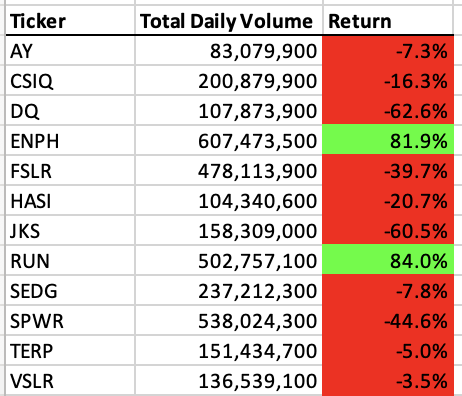 Ticker Total Daily Volume Return
AY 83,079,900 -7.3%
CSIQ 200,879,900 -16.3%
DQ 107,873,900 -62.6%
ENPH 607,473,500 81.9%
FSLR 478,113,900 -39.7%
HASI 104,340,600 -20.7%
JKS 158,309,000 -60.5%
RUN 502,757,100 84.0%
SEDG 237,212,300 -7.8%
SPWR 538,024,300 -44.6%
TERP 151,434,700 -5.0%
VSLR 136,539,100 -3.5%